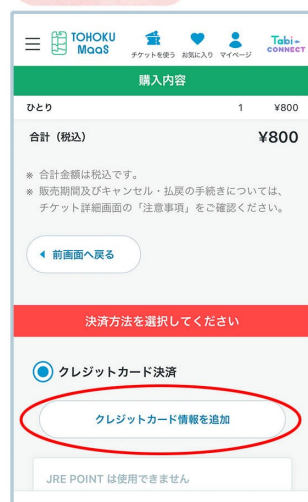 TOHOKU
MaaS
チケットを使う お気に入り マイページ
Tabi-
CONNECT
購入内容
ひとり 1 ¥800
合計（税込） ¥800
※ 合計金額は税込です。
※ 販売期間及びキャンセル・払戻の手続きについては、
チケット詳細画面の「注意事項」をご確認ください。
前画面へ戻る
決済方法を選択してください
クレジットカード決済
クレジットカード情報を追加
JRE POINT は使用できません